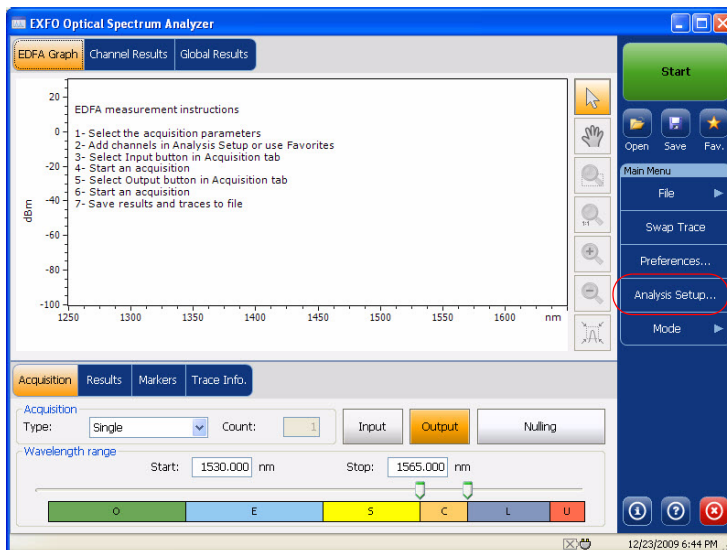 EXFO Optical Spectrum Analyzer
EDFA Graph Channel Results Global Results
EDFA measurement instructions
1- Select the acquisition parameters
2- Add channels in Analysis Setup or use Favorites
3- Select Input button in Acquisition tab
4- Start an acquisition
5- Select Output button in Acquisition tab
6- Start an acquisition
7- Save results and traces to file
dBm
20
0
-20
-40
-60
-80
-100
1250 1300 1350 1400 1450 1500 1550 1600 nm
1:1
Start
Open Save Fav.
Main Menu
File
Swap Trace
Preferences...
Analysis Setup...
Mode
Acquisition Results Markers Trace Info.
Acquisition
Type: Single Count: 1 Input Output Nulling
Wavelength range
Start: 1530.000 nm Stop: 1565.000 nm
O E S C L U
12/23/2009 6:44 PM